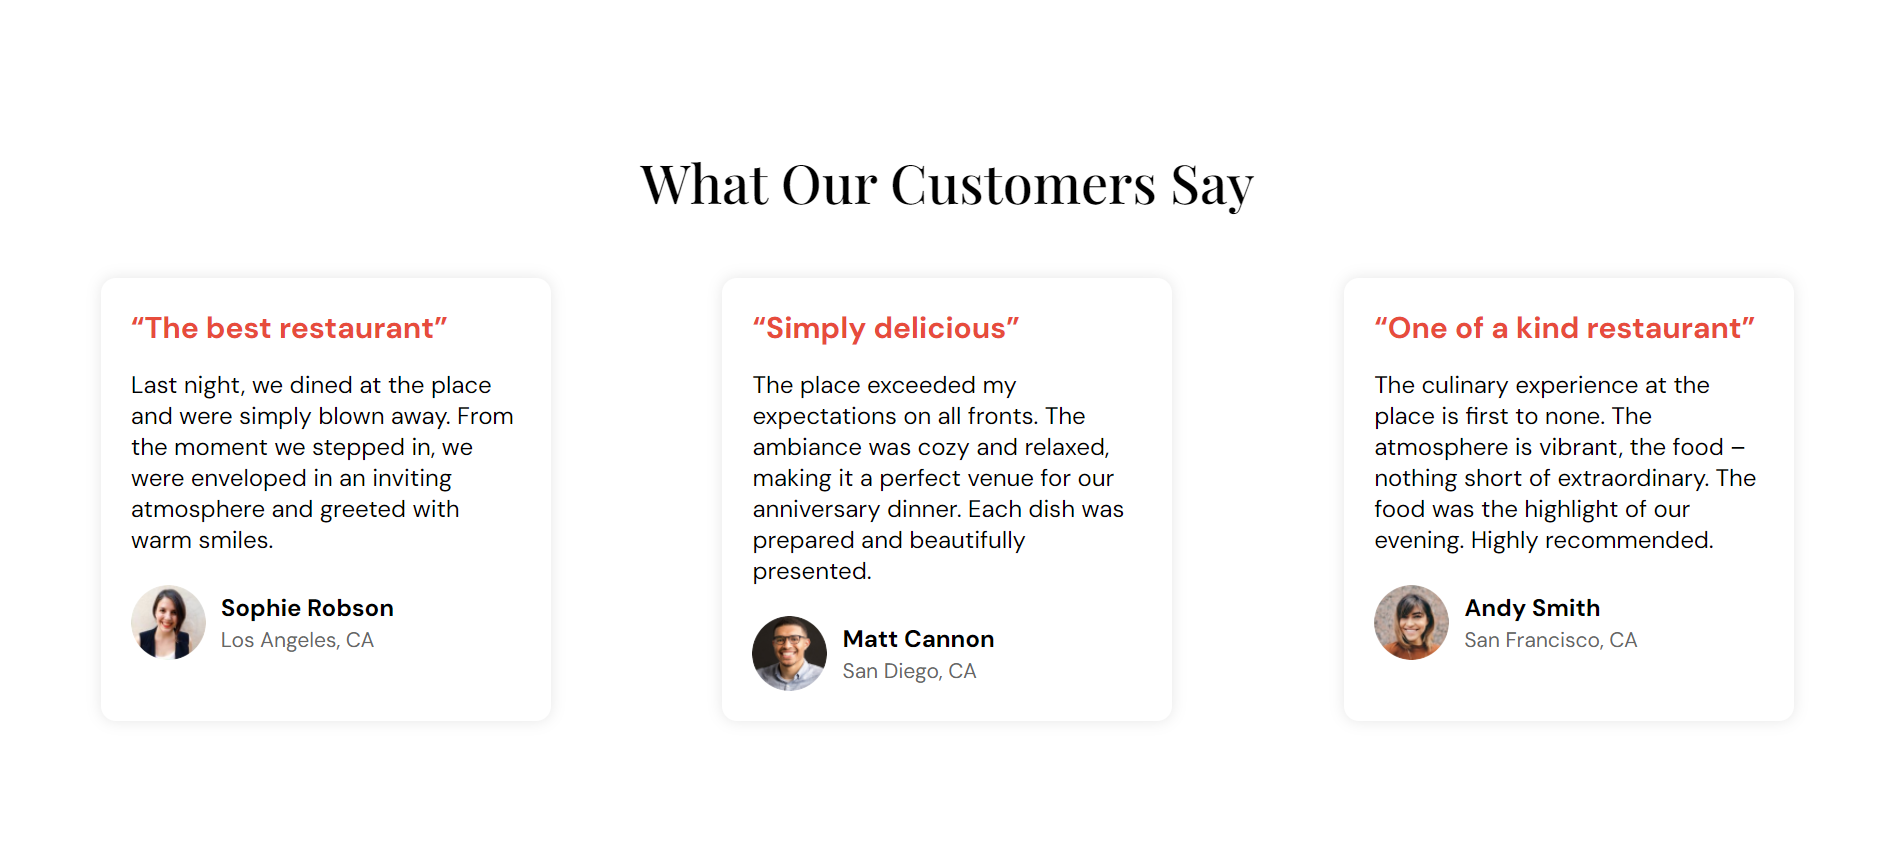 What Our Customers Say
“The best restaurant”
Last night, we dined at the place
and were simply blown away. From
the moment we stepped in, we
were enveloped in an inviting
atmosphere and greeted with
warm smiles.
Sophie Robson
Los Angeles, CA
“Simply delicious”
The place exceeded my
expectations on all fronts. The
ambiance was cozy and relaxed,
making it a perfect venue for our
anniversary dinner. Each dish was
prepared and beautifully
presented.
Matt Cannon
San Diego, CA
“One of a kind restaurant”
The culinary experience at the
place is first to none. The
atmosphere is vibrant, the food –
nothing short of extraordinary. The
food was the highlight of our
evening. Highly recommended.
Andy Smith
San Francisco, CA